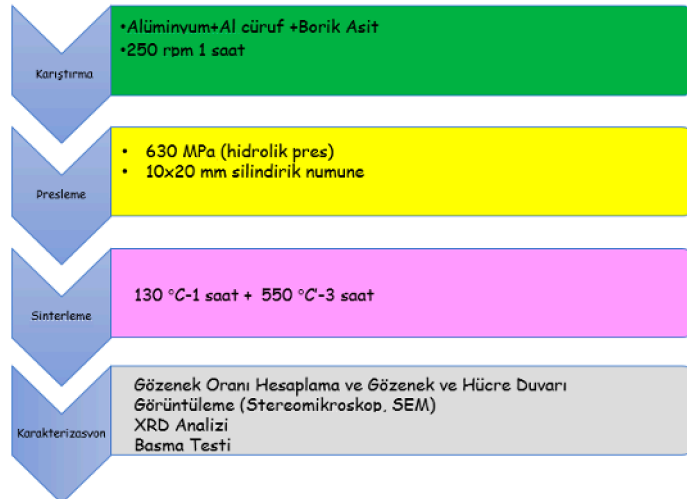 •Alüminyum+Al cüruf +Borik Asit
•250 rpm 1 saat
Karıştırma
• 630 MPa (hidrolik pres)
• 10x20 mm silindirik numune
Presleme
130 °C-1 saat + 550 °C'-3 saat
Sinterleme
Gözenek Oranı Hesaplama ve Gözenek ve Hücre Duvarı
Görüntüleme (Stereomikroskop, SEM)
XRD Analizi
Basma Testi
Karakterizasyon